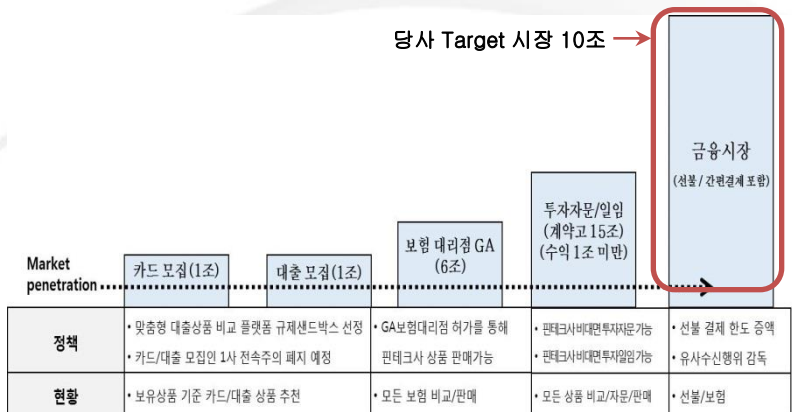 당사 Target 시장 10조
금융시장
(선불 / 간편결제 포함)
투자자문/일임
(계약고 15조)
(수익 1조 미만)
보험 대리점 GA
(6조)
카드 모집(1조)
대출 모집(1조)
Market
penetration
정책
• 맞춤형 대출상품 비교 플랫폼 규제샌드박스 선정
• 카드/대출 모집인 1사 전속주의 폐지 예정
• GA보험대리점 허가를 통해
핀테크사 상품 판매가능
• 핀테크사비대면투자자문가능
• 핀테크사비대면투자일임가능
• 선불 결제 한도 증액
• 유사수신행위 감독
현황
• 보유상품 기준 카드/대출 상품 추천
• 모든 보험 비교/판매
• 모든 상품 비교/자문/판매
• 선불/보험